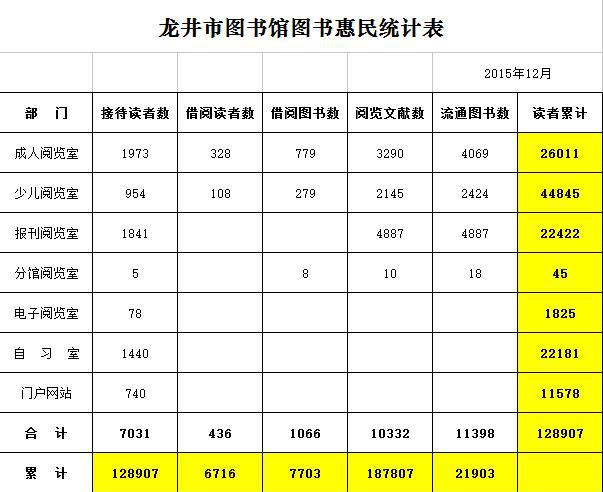 龙井市图书馆图书惠民统计表
2015年12月
部 门 接待读者数 借阅读者数 借阅图书数 阅览文献数 流通图书数 读者累计
成人阅览室 1973 328 779 3290 4069 26011
少儿阅览室 954 108 279 2145 2424 44845
报刊阅览室 1841 4887 4887 22422
分馆阅览室 5 8 10 18 45
电子阅览室 78 1825
自 习 室 1440 22181
门户网站 740 11578
合 计 7031 436 1066 10332 11398 128907
累 计 128907 6716 7703 187807 21903